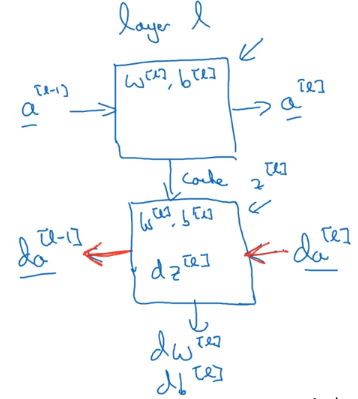 layer l
w^[l], b^[l]
a^[l-1]
a^[l]
cache z^[l]
w^[l], b^[l]
da^[l-1]
dz^[l]
da^[l]
dw^[l]
db^[l]